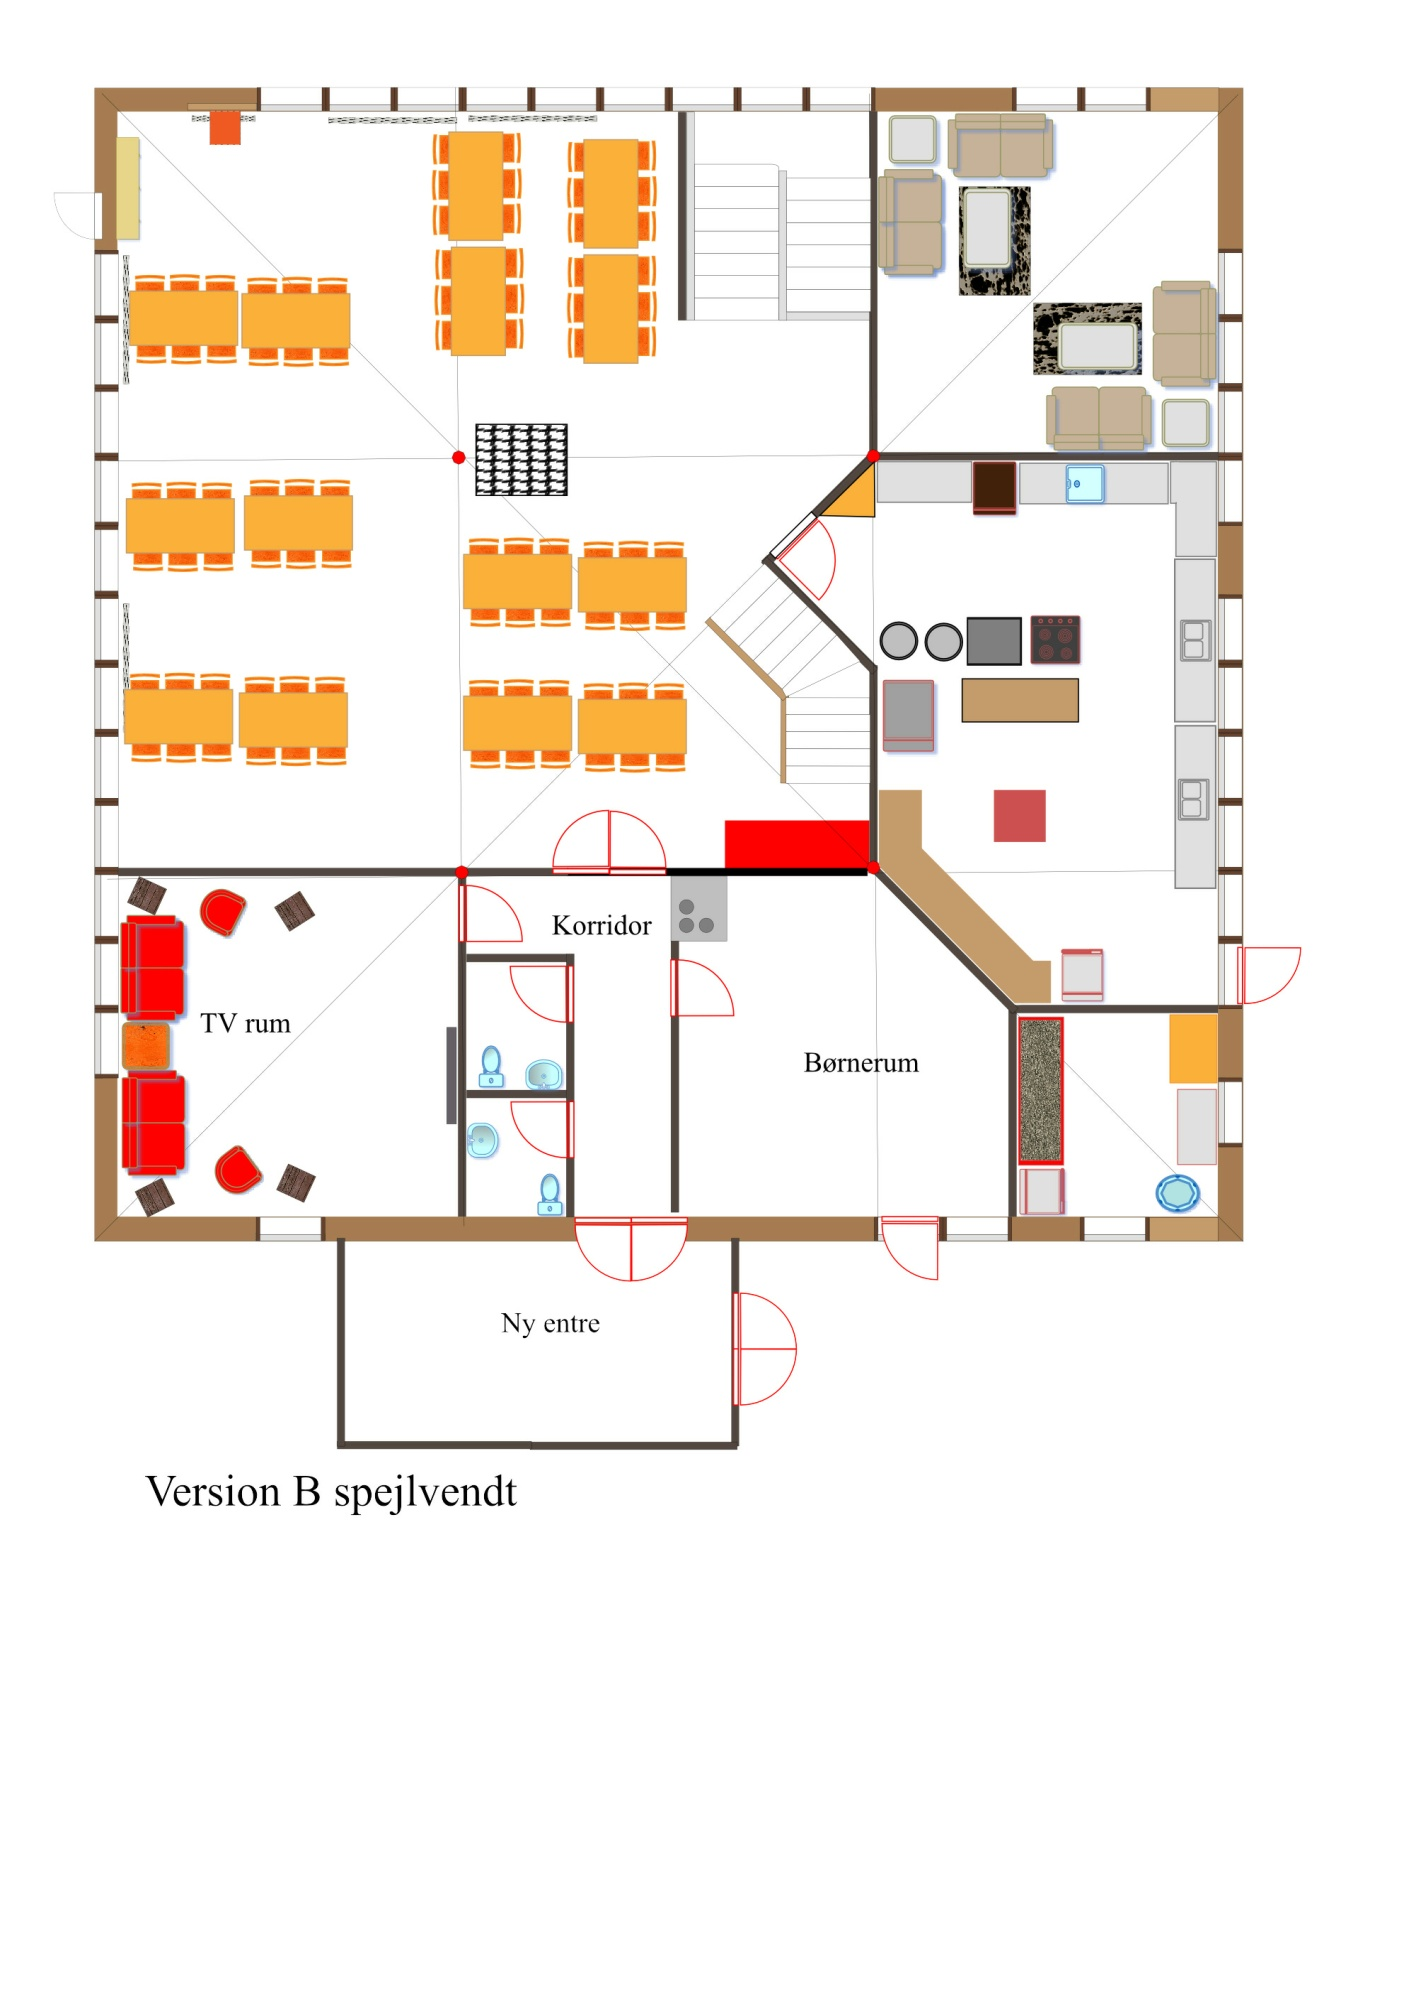 Korridor
TV rum
Børnerum
Ny entre
Version B spejlvendt